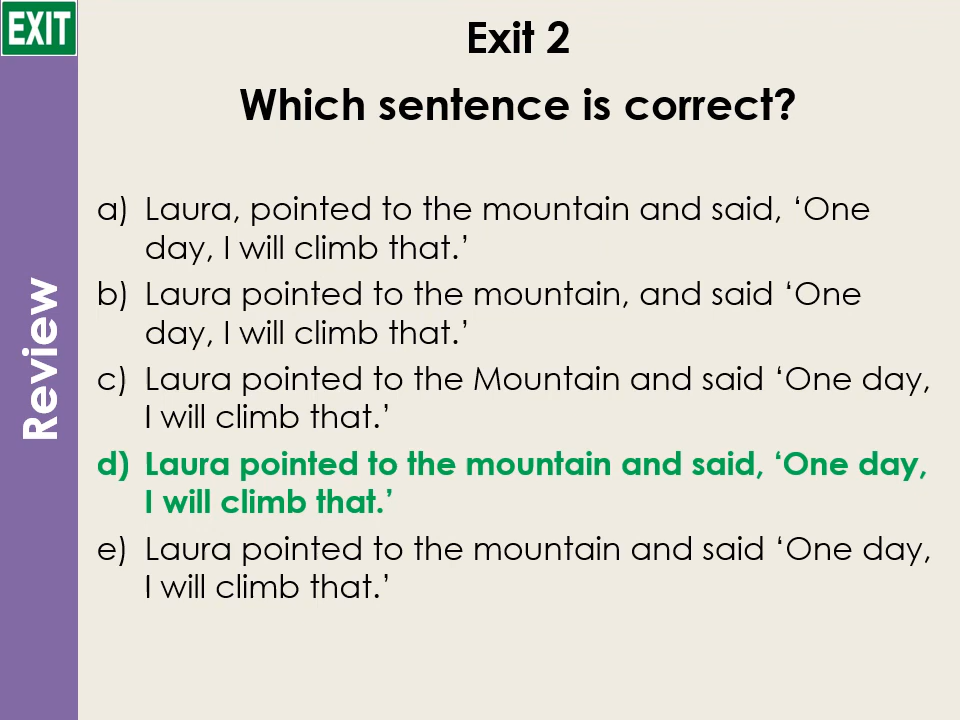 EXIT
Exit 2
Which sentence is correct?
Review
a) Laura, pointed to the mountain and said, ‘One
day, I will climb that.’
b) Laura pointed to the mountain, and said ‘One
day, I will climb that.’
c) Laura pointed to the Mountain and said ‘One day,
I will climb that.’
d) Laura pointed to the mountain and said, ‘One day,
I will climb that.’
e) Laura pointed to the mountain and said ‘One day,
I will climb that.’